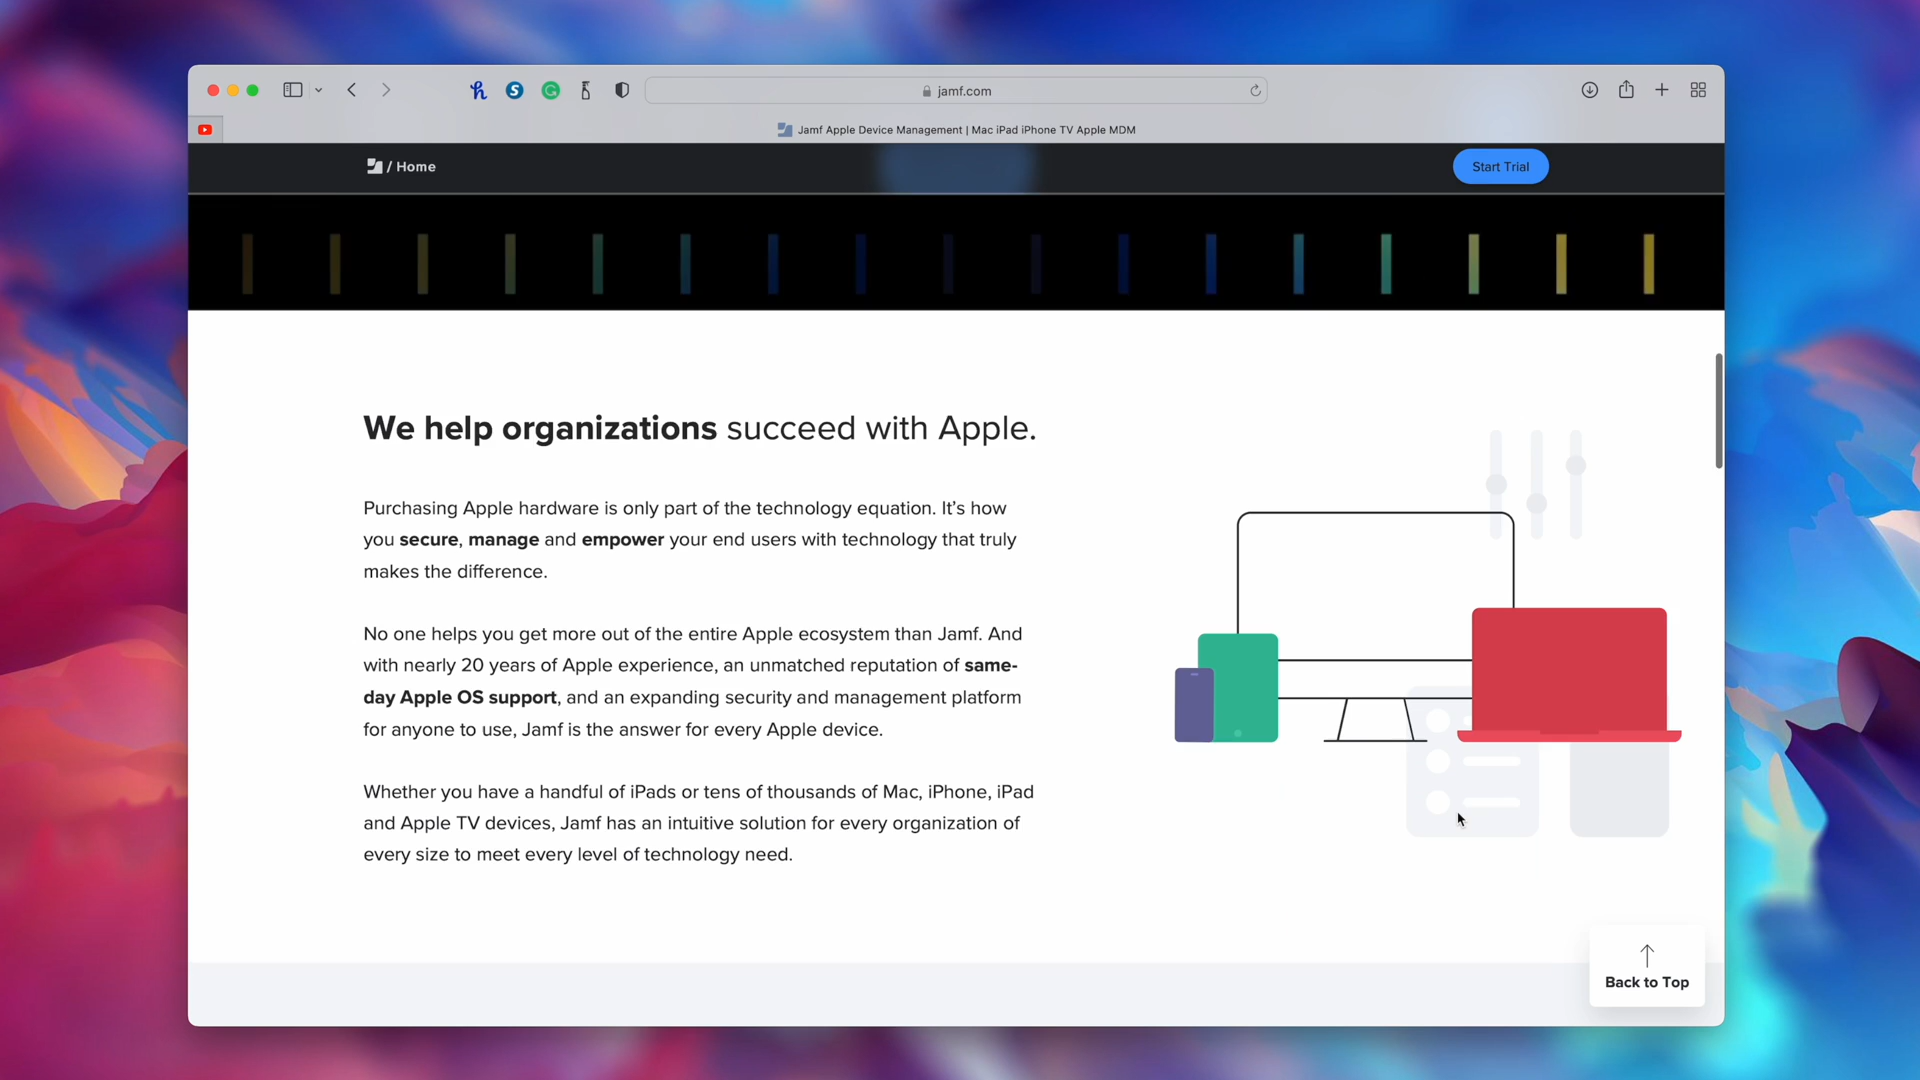 jamf.com
Jamf Apple Device Management | Mac iPad iPhone TV Apple MDM
/ Home
Start Trial
We help organizations succeed with Apple.
Purchasing Apple hardware is only part of the technology equation. It’s how
you secure, manage and empower your end users with technology that truly
makes the difference.
No one helps you get more out of the entire Apple ecosystem than Jamf. And
with nearly 20 years of Apple experience, an unmatched reputation of same-
day Apple OS support, and an expanding security and management platform
for anyone to use, Jamf is the answer for every Apple device.
Whether you have a handful of iPads or tens of thousands of Mac, iPhone, iPad
and Apple TV devices, Jamf has an intuitive solution for every organization of
every size to meet every level of technology need.
Back to Top